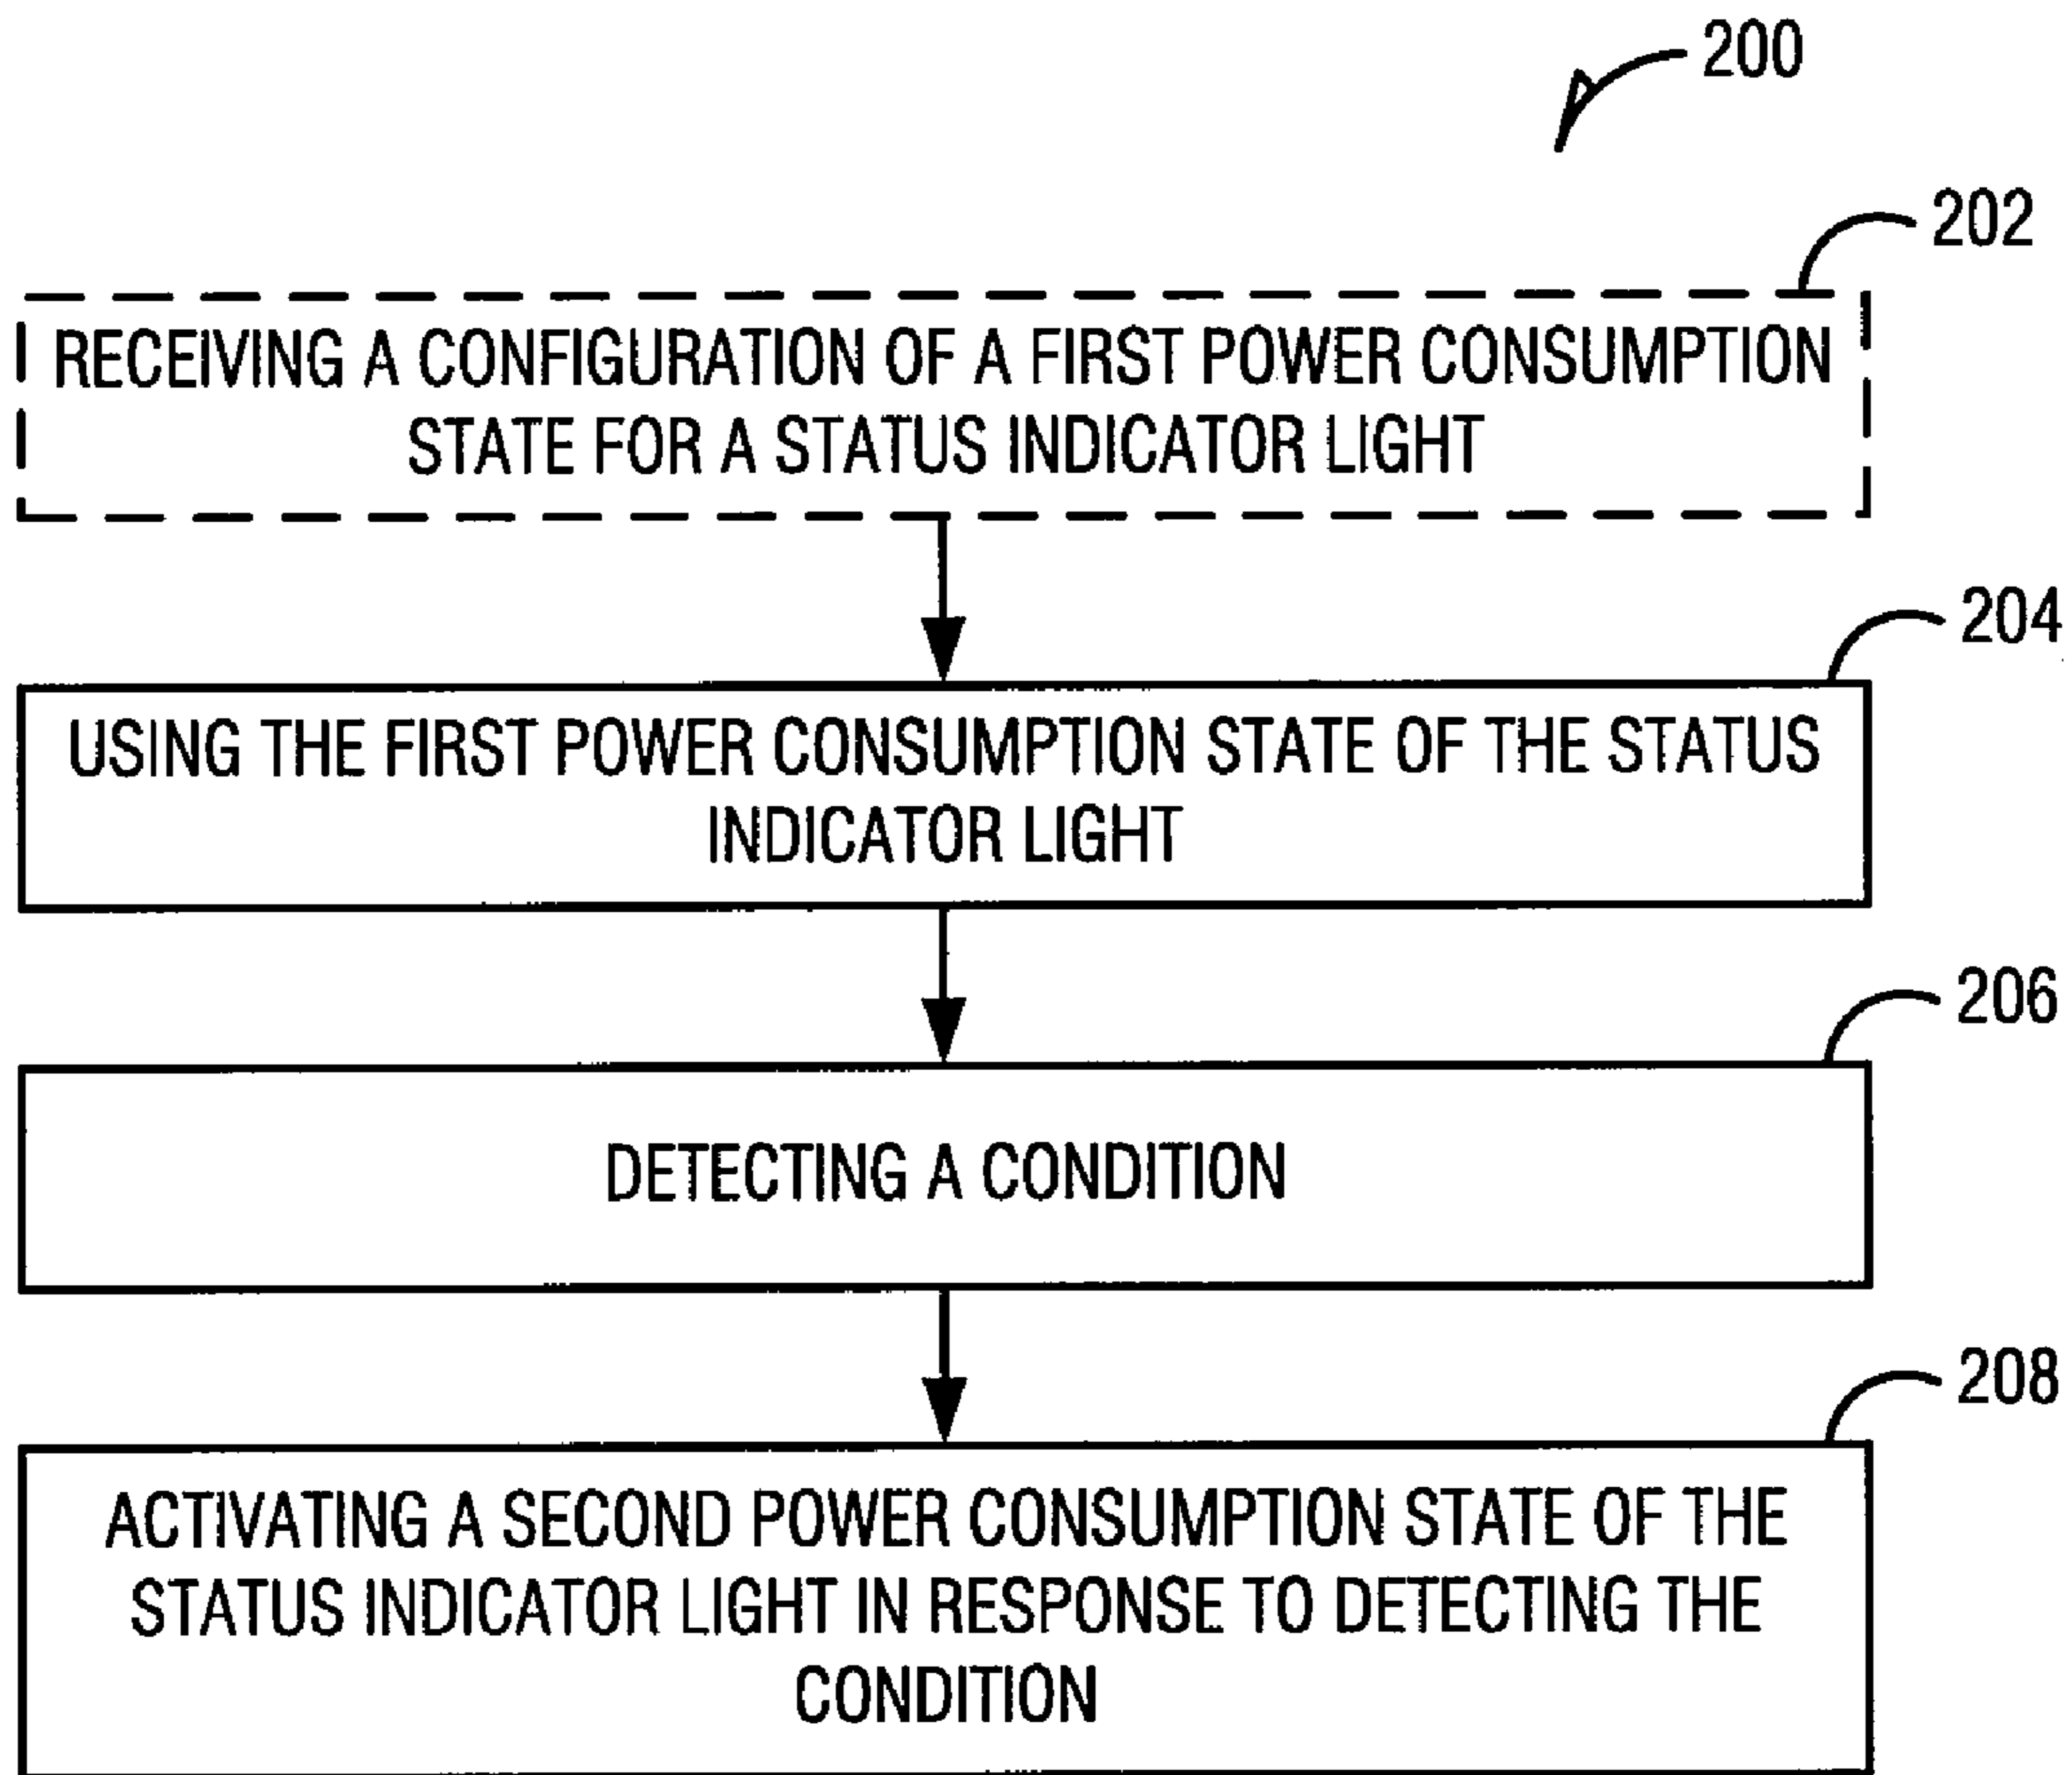 200
202
RECEIVING A CONFIGURATION OF A FIRST POWER CONSUMPTION
STATE FOR A STATUS INDICATOR LIGHT
204
USING THE FIRST POWER CONSUMPTION STATE OF THE STATUS
INDICATOR LIGHT
206
DETECTING A CONDITION
208
ACTIVATING A SECOND POWER CONSUMPTION STATE OF THE
STATUS INDICATOR LIGHT IN RESPONSE TO DETECTING THE
CONDITION